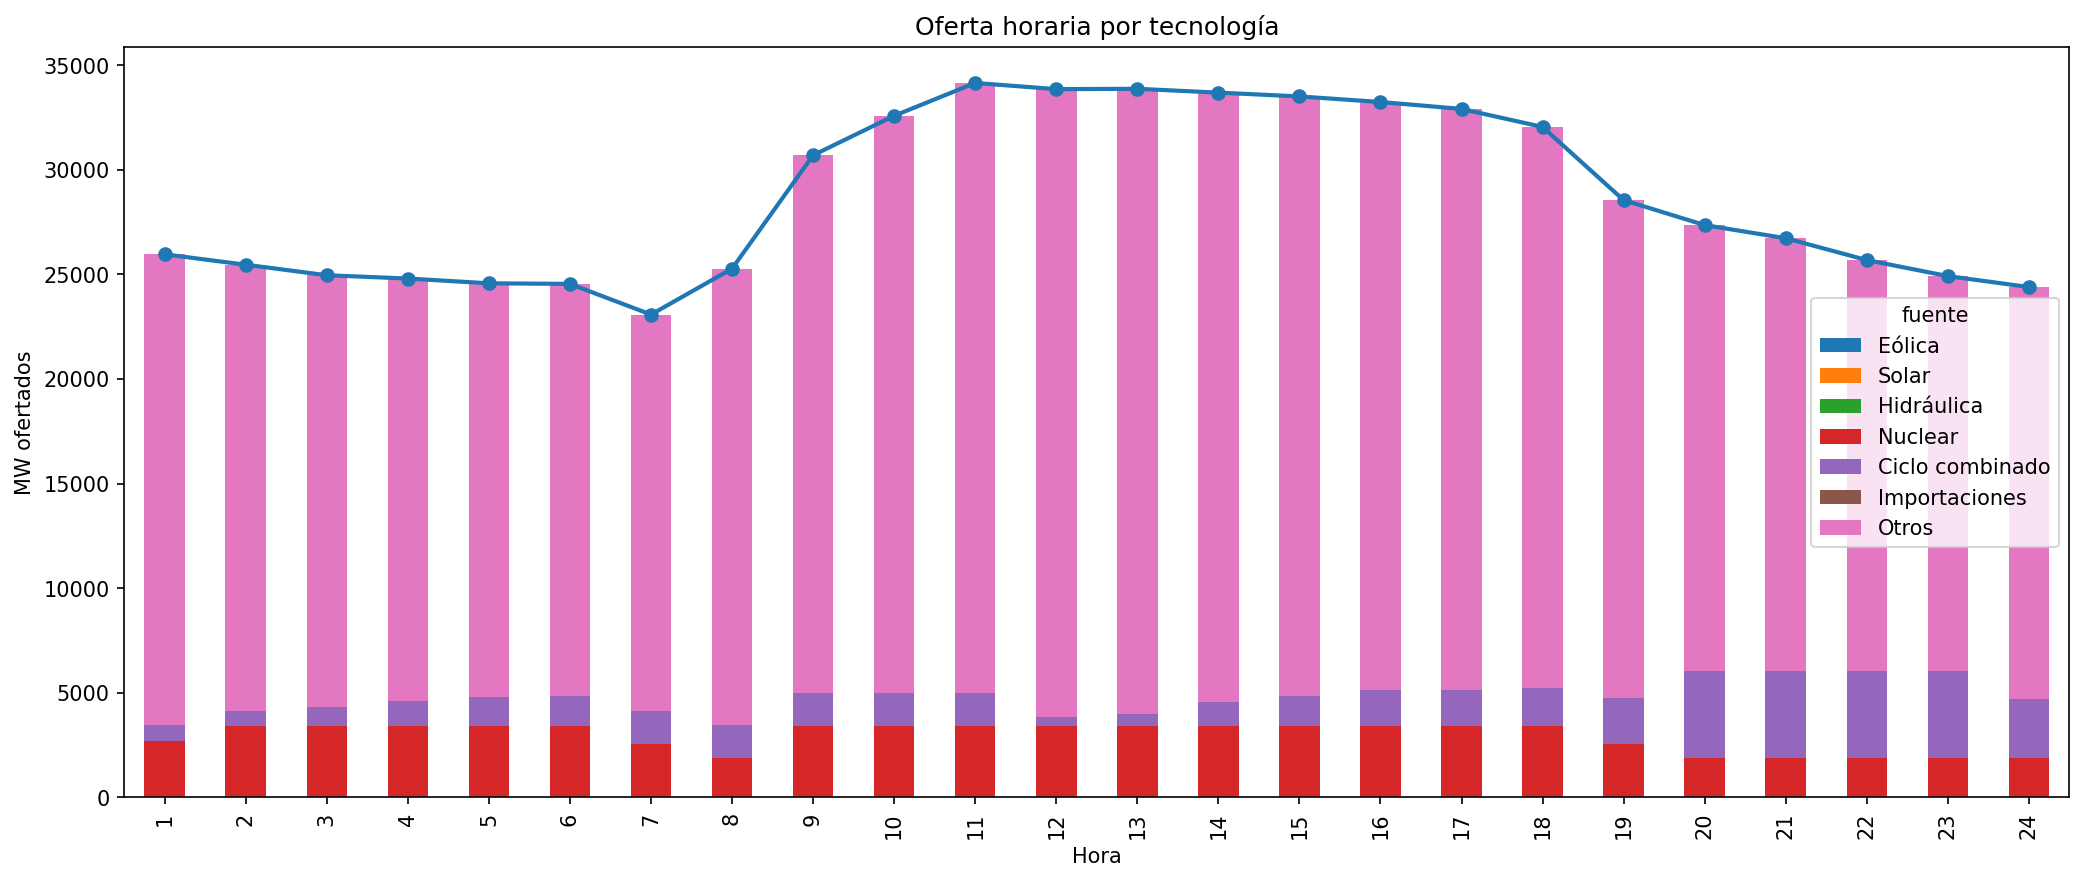 Oferta horaria por tecnología
MW ofertados
35000
30000
25000
20000
15000
10000
5000
0
fuente
Eólica
Solar
Hidráulica
Nuclear
Ciclo combinado
Importaciones
Otros
1 2 3 4 5 6 7 8 9 10 11 12 13 14 15 16 17 18 19 20 21 22 23 24
Hora